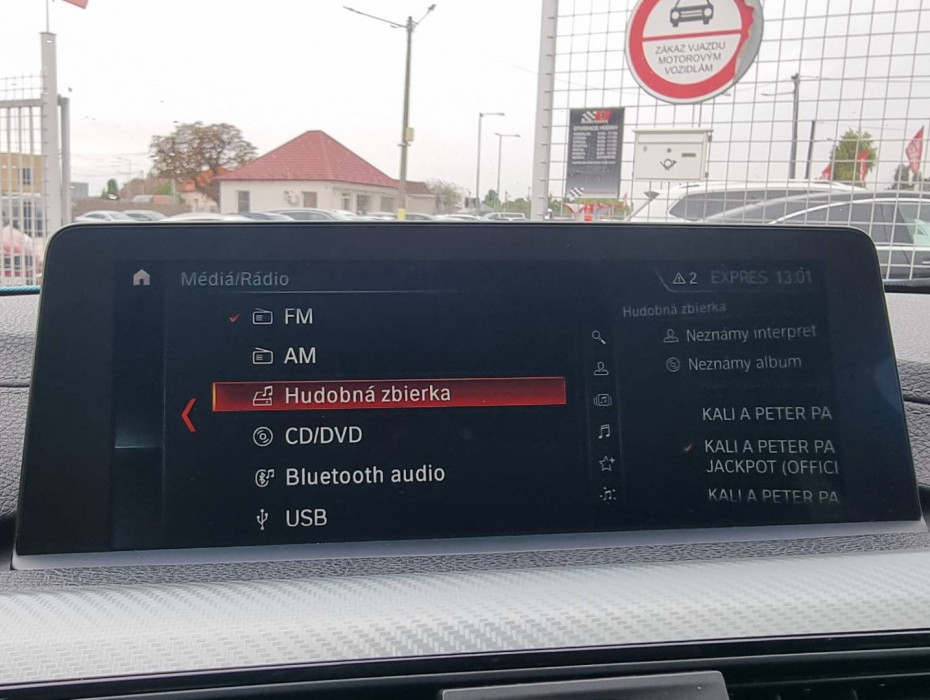 ZÁKAZ VJAZDU
MOTOROVÝM
VOZIDLÁM
Médiá/Rádio
2 EXPRES 13:01
FM
AM
Hudobná zbierka
CD/DVD
Bluetooth audio
USB
Hudobná zbierka
Neznámy interpret
Neznámy album
KALI A PETER PA
KALI A PETER PA
JACKPOT (OFFICI
KALI A PETER PA